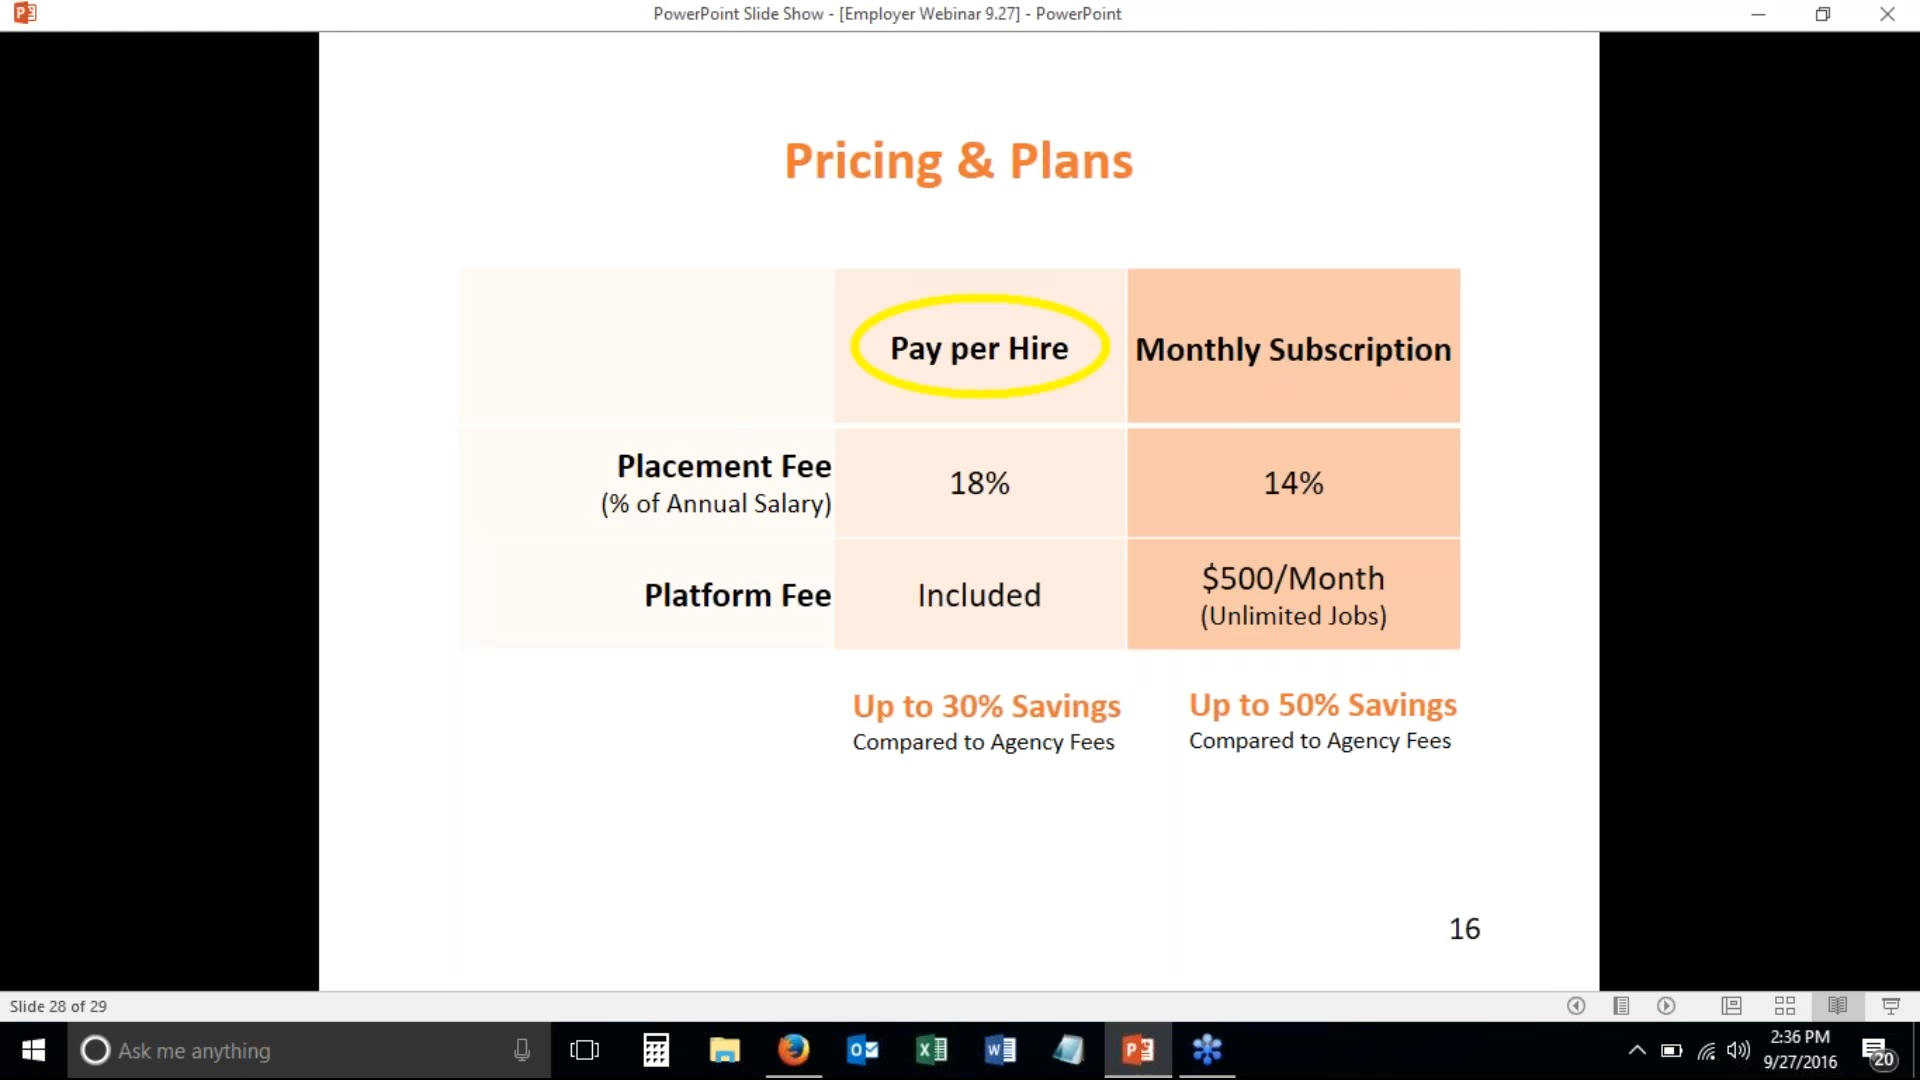 PowerPoint Slide Show - [Employer Webinar 9.27] - PowerPoint
Pricing & Plans
Pay per Hire
Monthly Subscription
Placement Fee
(% of Annual Salary)
18%
14%
Platform Fee
Included
$500/Month
(Unlimited Jobs)
Up to 30% Savings
Compared to Agency Fees
Up to 50% Savings
Compared to Agency Fees
16
Slide 28 of 29
Ask me anything
2:36 PM
9/27/2016
20